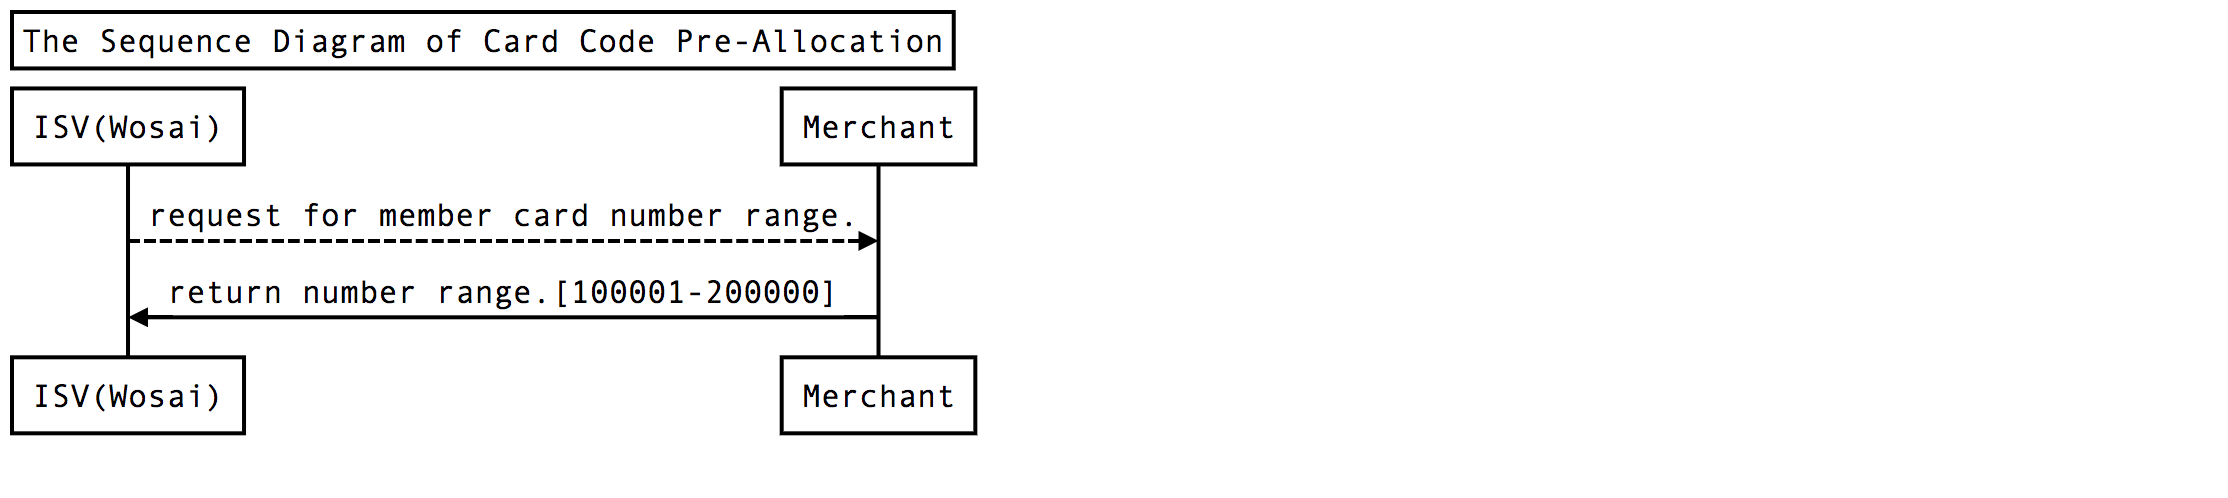 The Sequence Diagram of Card Code Pre-Allocation
ISV(Wosai)
Merchant
request for member card number range.
return number range.[100001-200000]
ISV(Wosai)
Merchant